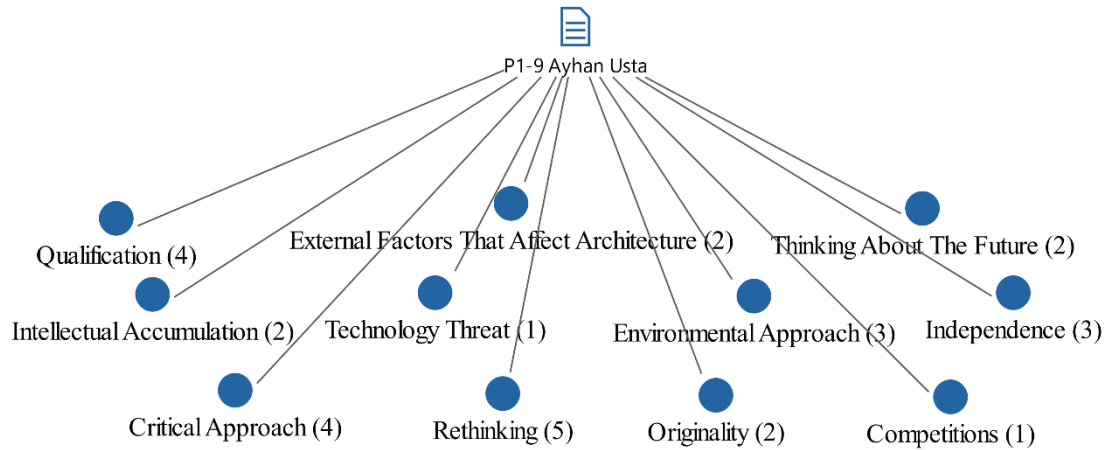 P1-9 Ayhan Usta
External Factors That Affect Architecture (2)
Thinking About The Future (2)
Qualification (4)
Intellectual Accumulation (2)
Technology Threat (1)
Environmental Approach (3)
Independence (3)
Critical Approach (4)
Rethinking (5)
Originality (2)
Competitions (1)